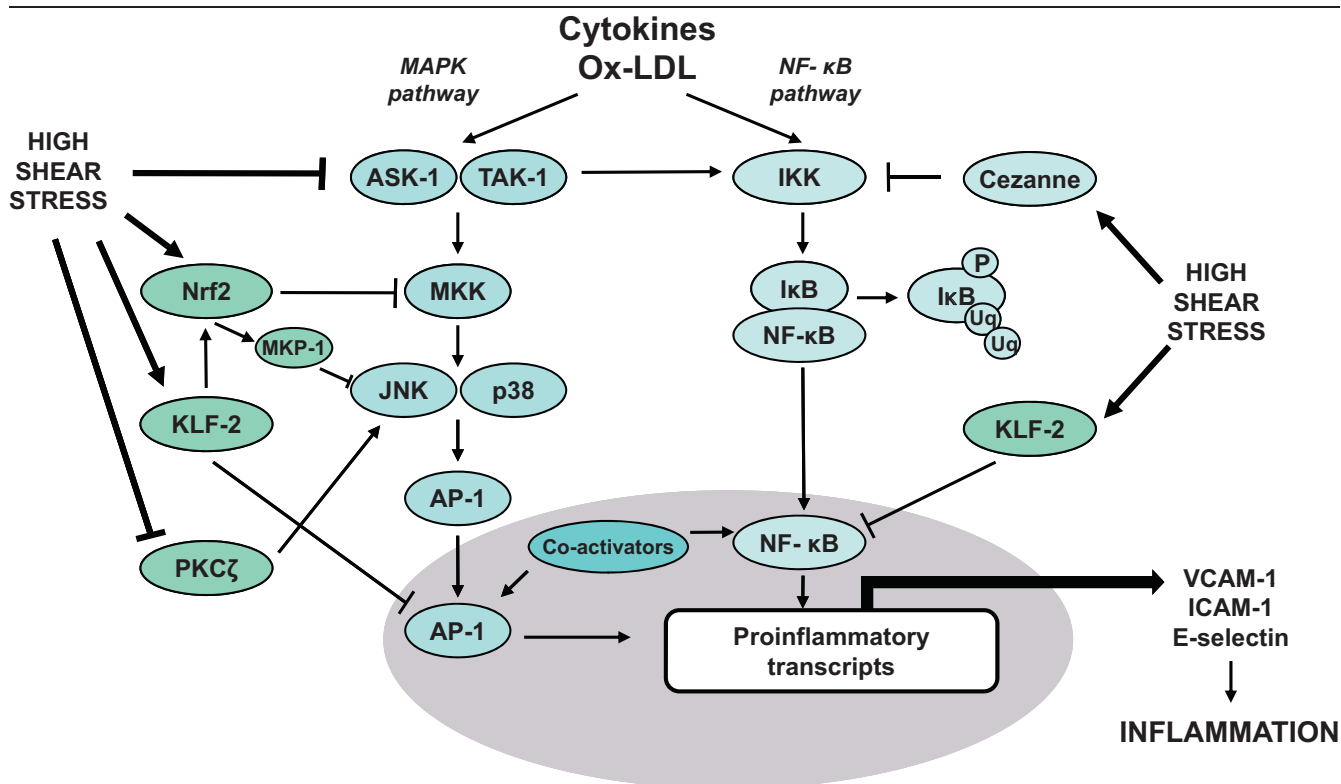 Cytokines
Ox-LDL
MAPK
pathway
NF- κB
pathway
HIGH
SHEAR
STRESS
ASK-1
TAK-1
IKK
Cezanne
Nrf2
MKK
IκB
NF-κB
P
IκB
Uq
Uq
HIGH
SHEAR
STRESS
MKP-1
JNK
p38
KLF-2
KLF-2
AP-1
PKCζ
Co-activators
NF- κB
AP-1
Proinflammatory
transcripts
VCAM-1
ICAM-1
E-selectin
INFLAMMATION